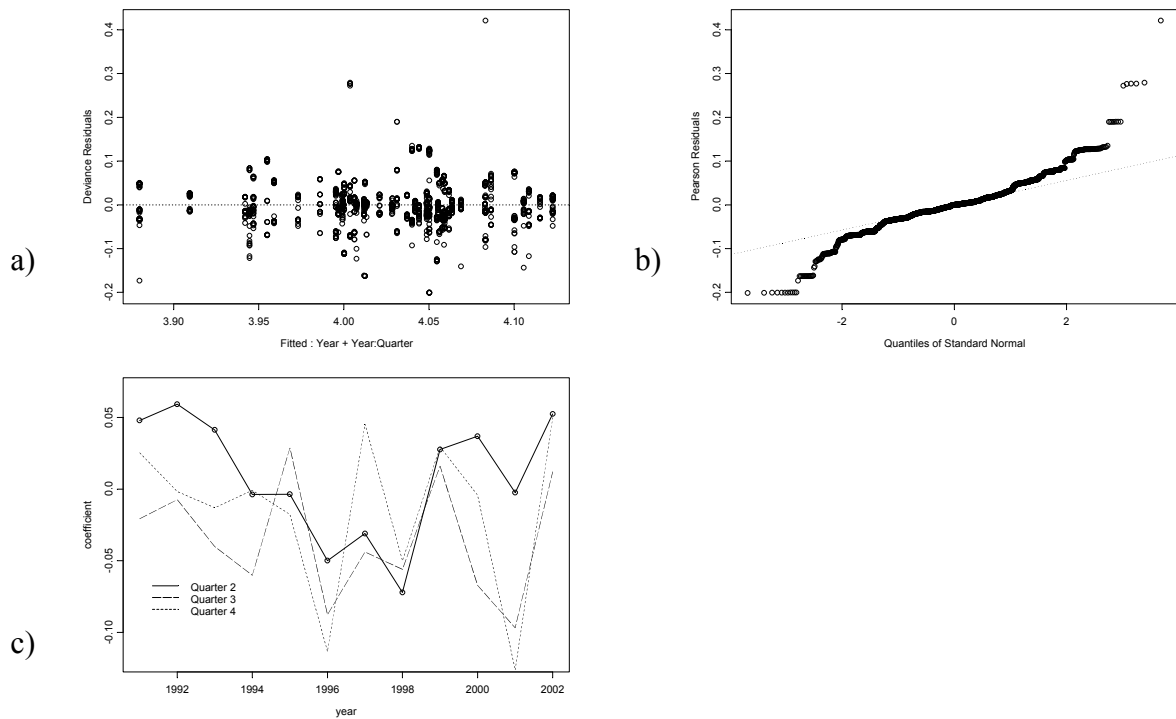 a)
Deviance Residuals
0.4
0.3
0.2
0.1
0.0
-0.1
-0.2
3.90 3.95 4.00 4.05 4.10
Fitted : Year + Year:Quarter
b)
Pearson Residuals
0.4
0.3
0.2
0.1
0.0
-0.1
-0.2
-2 0 2
Quantiles of Standard Normal
c)
coefficient
0.05
0.0
-0.05
-0.10
Quarter 2
Quarter 3
Quarter 4
1992 1994 1996 1998 2000 2002
year